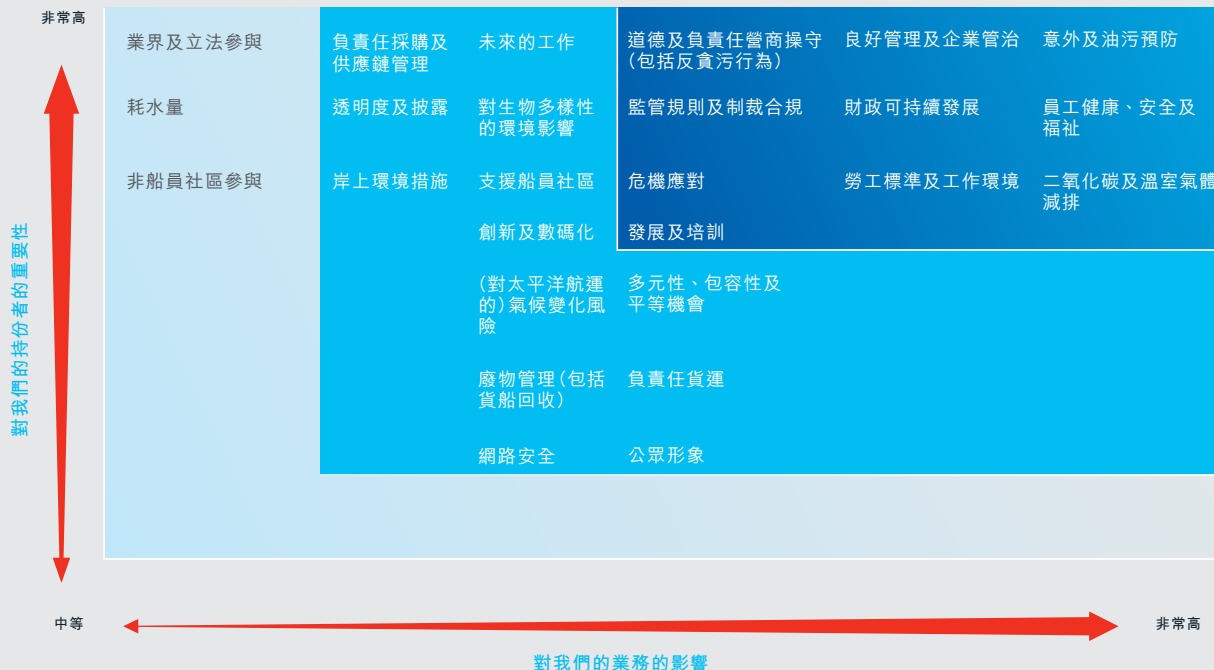 非常高
業界及立法參與
耗水量
非船員社區參與
負責任採購及
供應鏈管理
透明度及披露
岸上環境措施
未來的工作
對生物多樣性
的環境影響
支援船員社區
創新及數碼化
(對太平洋航運
的)氣候變化風
險
廢物管理(包括
貨船回收)
網路安全
道德及負責任營商操守
(包括反貪污行為)
監管規則及制裁合規
危機應對
發展及培訓
多元性、包容性及
平等機會
負責任貨運
公眾形象
良好管理及企業管治
財政可持續發展
勞工標準及工作環境
意外及油污預防
員工健康、安全及
福祉
二氧化碳及溫室氣體
減排
對我們的持份者的重要性
中等
非常高
對我們的業務的影響